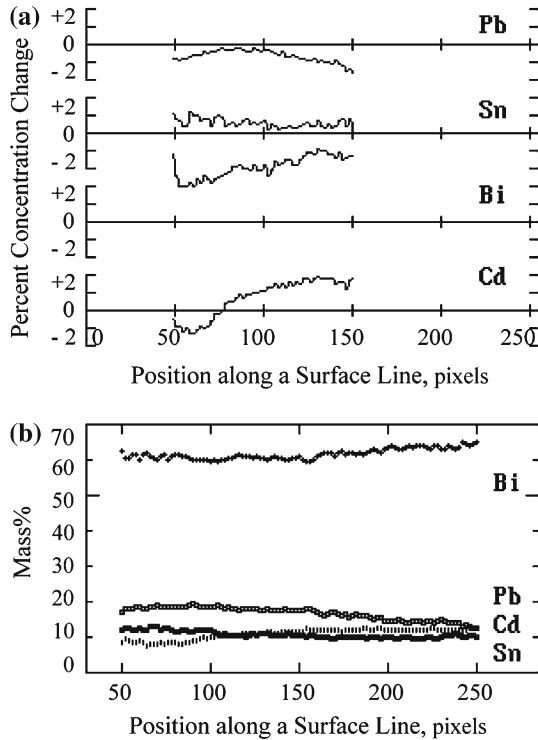 (a)
+2
0
- 2
Pb
+2
0
Sn
- 2
+2
0
Bi
- 2
+2
0
- 2
Cd
Percent Concentration Change
0 50 100 150 200 250
Position along a Surface Line, pixels
(b)
70
60
50
40
30
20
10
0
Mass%
Bi
Pb
Cd
Sn
50 100 150 200 250
Position along a Surface Line, pixels